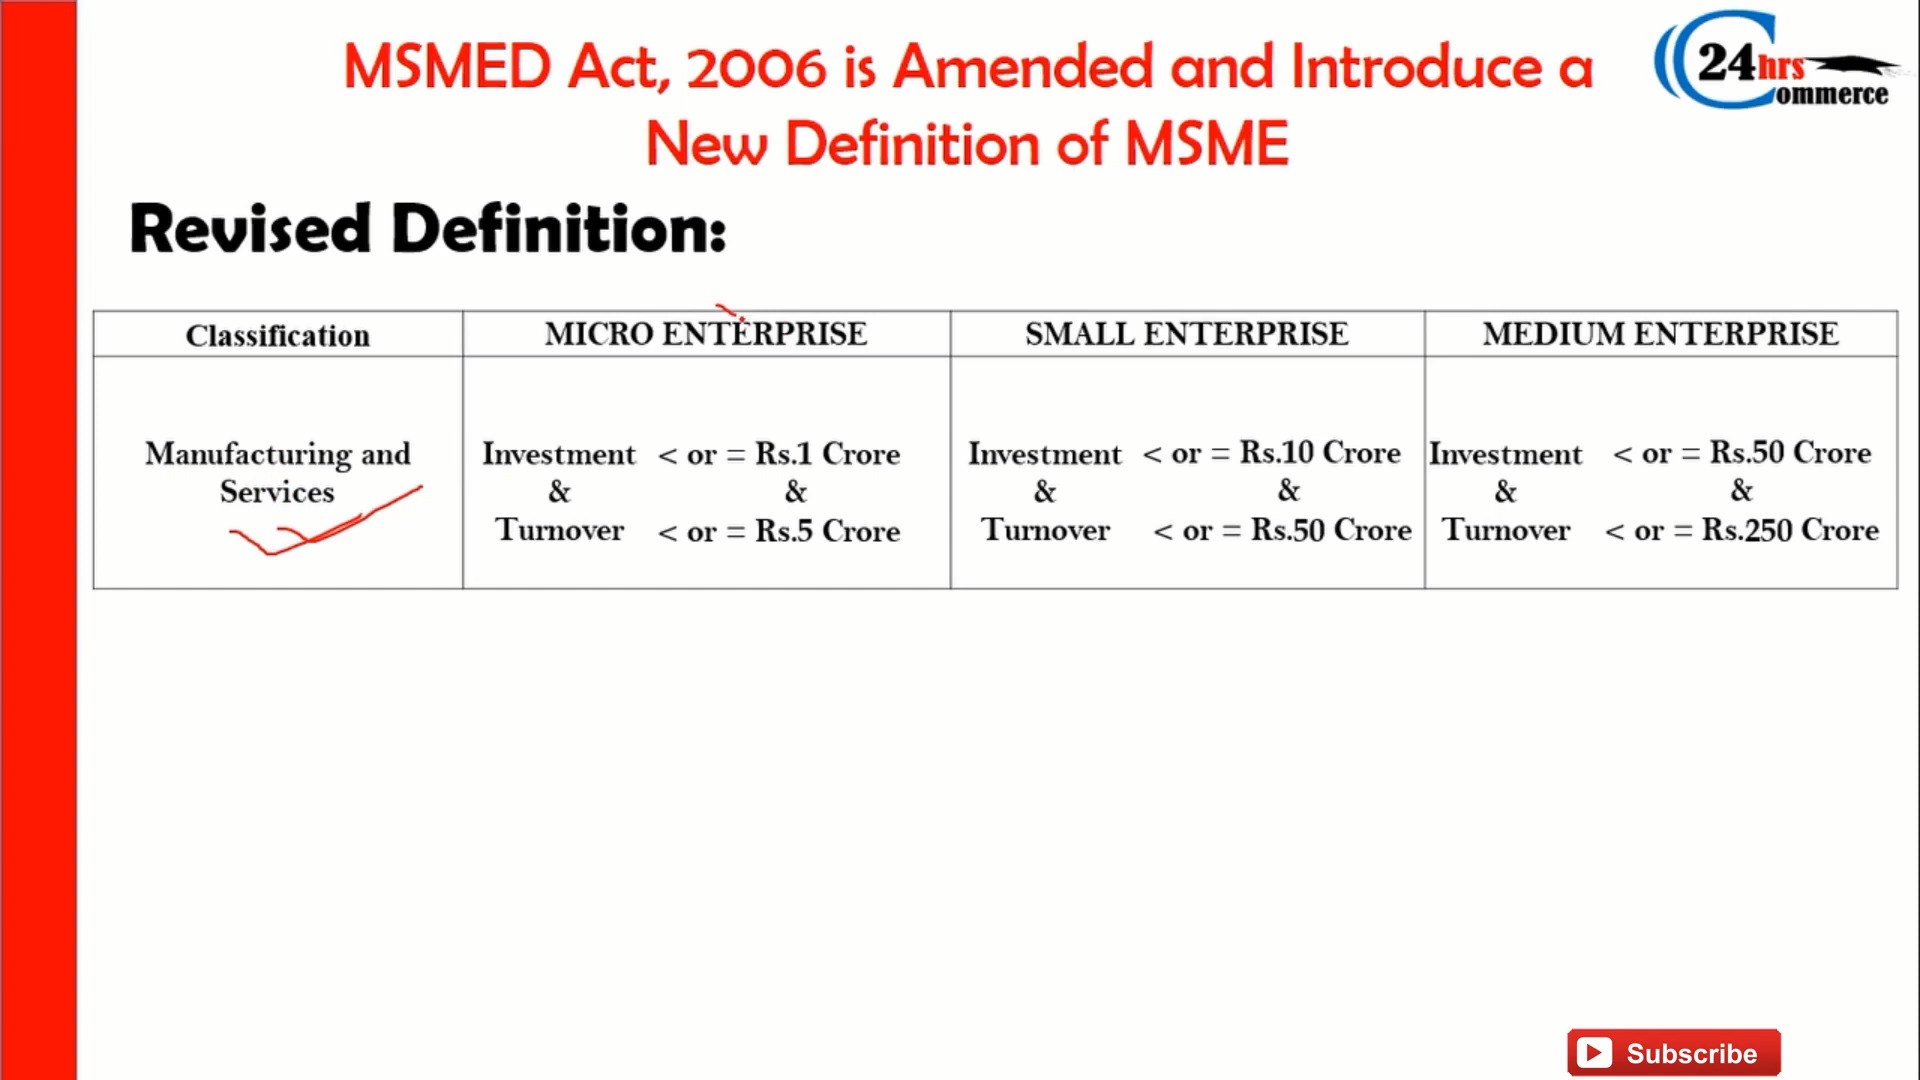 MSMED Act, 2006 is Amended and Introduce a
New Definition of MSME
24hrs
Commerce
Revised Definition:
Classification MICRO ENTERPRISE SMALL ENTERPRISE MEDIUM ENTERPRISE
Manufacturing and Investment < or = Rs.1 Crore Investment < or = Rs.10 Crore Investment < or = Rs.50 Crore
Services & & & & & &
Turnover < or = Rs.5 Crore Turnover < or = Rs.50 Crore Turnover < or = Rs.250 Crore
Subscribe